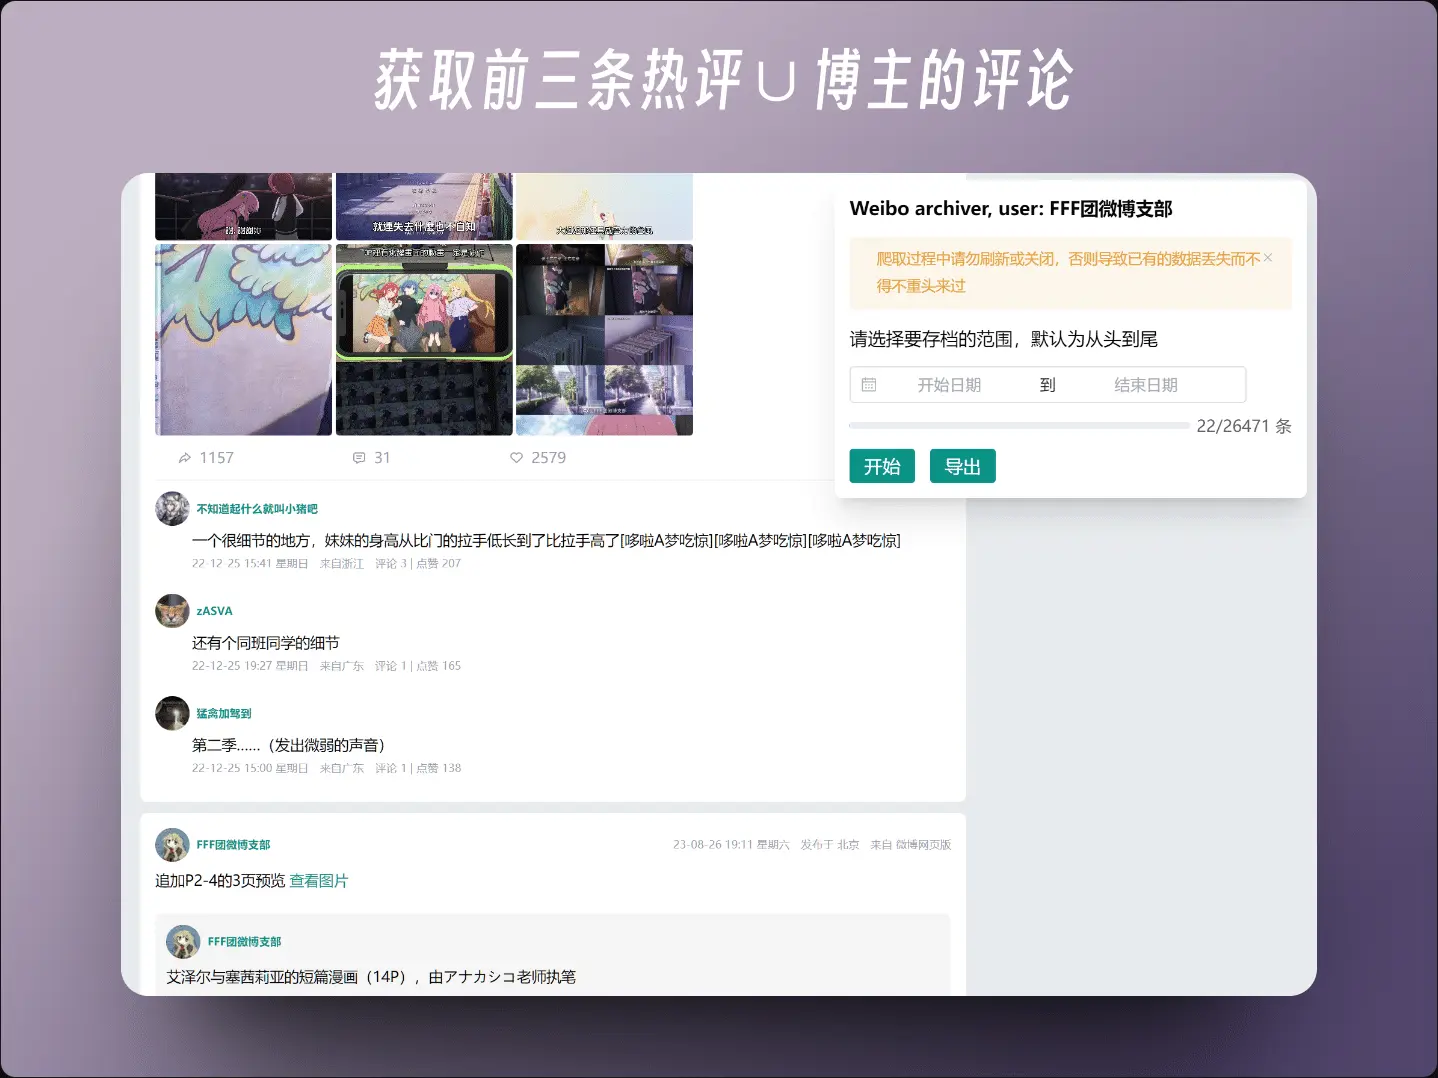 获取前三条热评∪博主的评论
就连失去什麼也不自知
Weibo archiver, user: FFF团微博支部
爬取过程中请勿刷新或关闭，否则导致已有的数据丢失而不
得不重头来过
请选择要存档的范围，默认为从头到尾
开始日期 到 结束日期
22/26471 条
开始 导出
1157 31 2579
不知道起什么就叫小猪吧
一个很细节的地方，妹妹的身高从比门的拉手低长到了比拉手高了[哆啦A梦吃惊][哆啦A梦吃惊][哆啦A梦吃惊]
22-12-25 15:41 星期日 来自浙江 评论 3 | 点赞 207
zASVA
还有个同班同学的细节
22-12-25 19:27 星期日 来自广东 评论 1 | 点赞 165
猛禽加驾到
第二季......（发出微弱的声音）
22-12-25 15:00 星期日 来自广东 评论 1 | 点赞 138
FFF团微博支部
23-08-26 19:11 星期六 发布于 北京 来自 微博网页版
追加P2-4的3页预览 查看图片
FFF团微博支部
艾泽尔与塞茜莉亚的短篇漫画（14P），由アナカシコ老师执笔